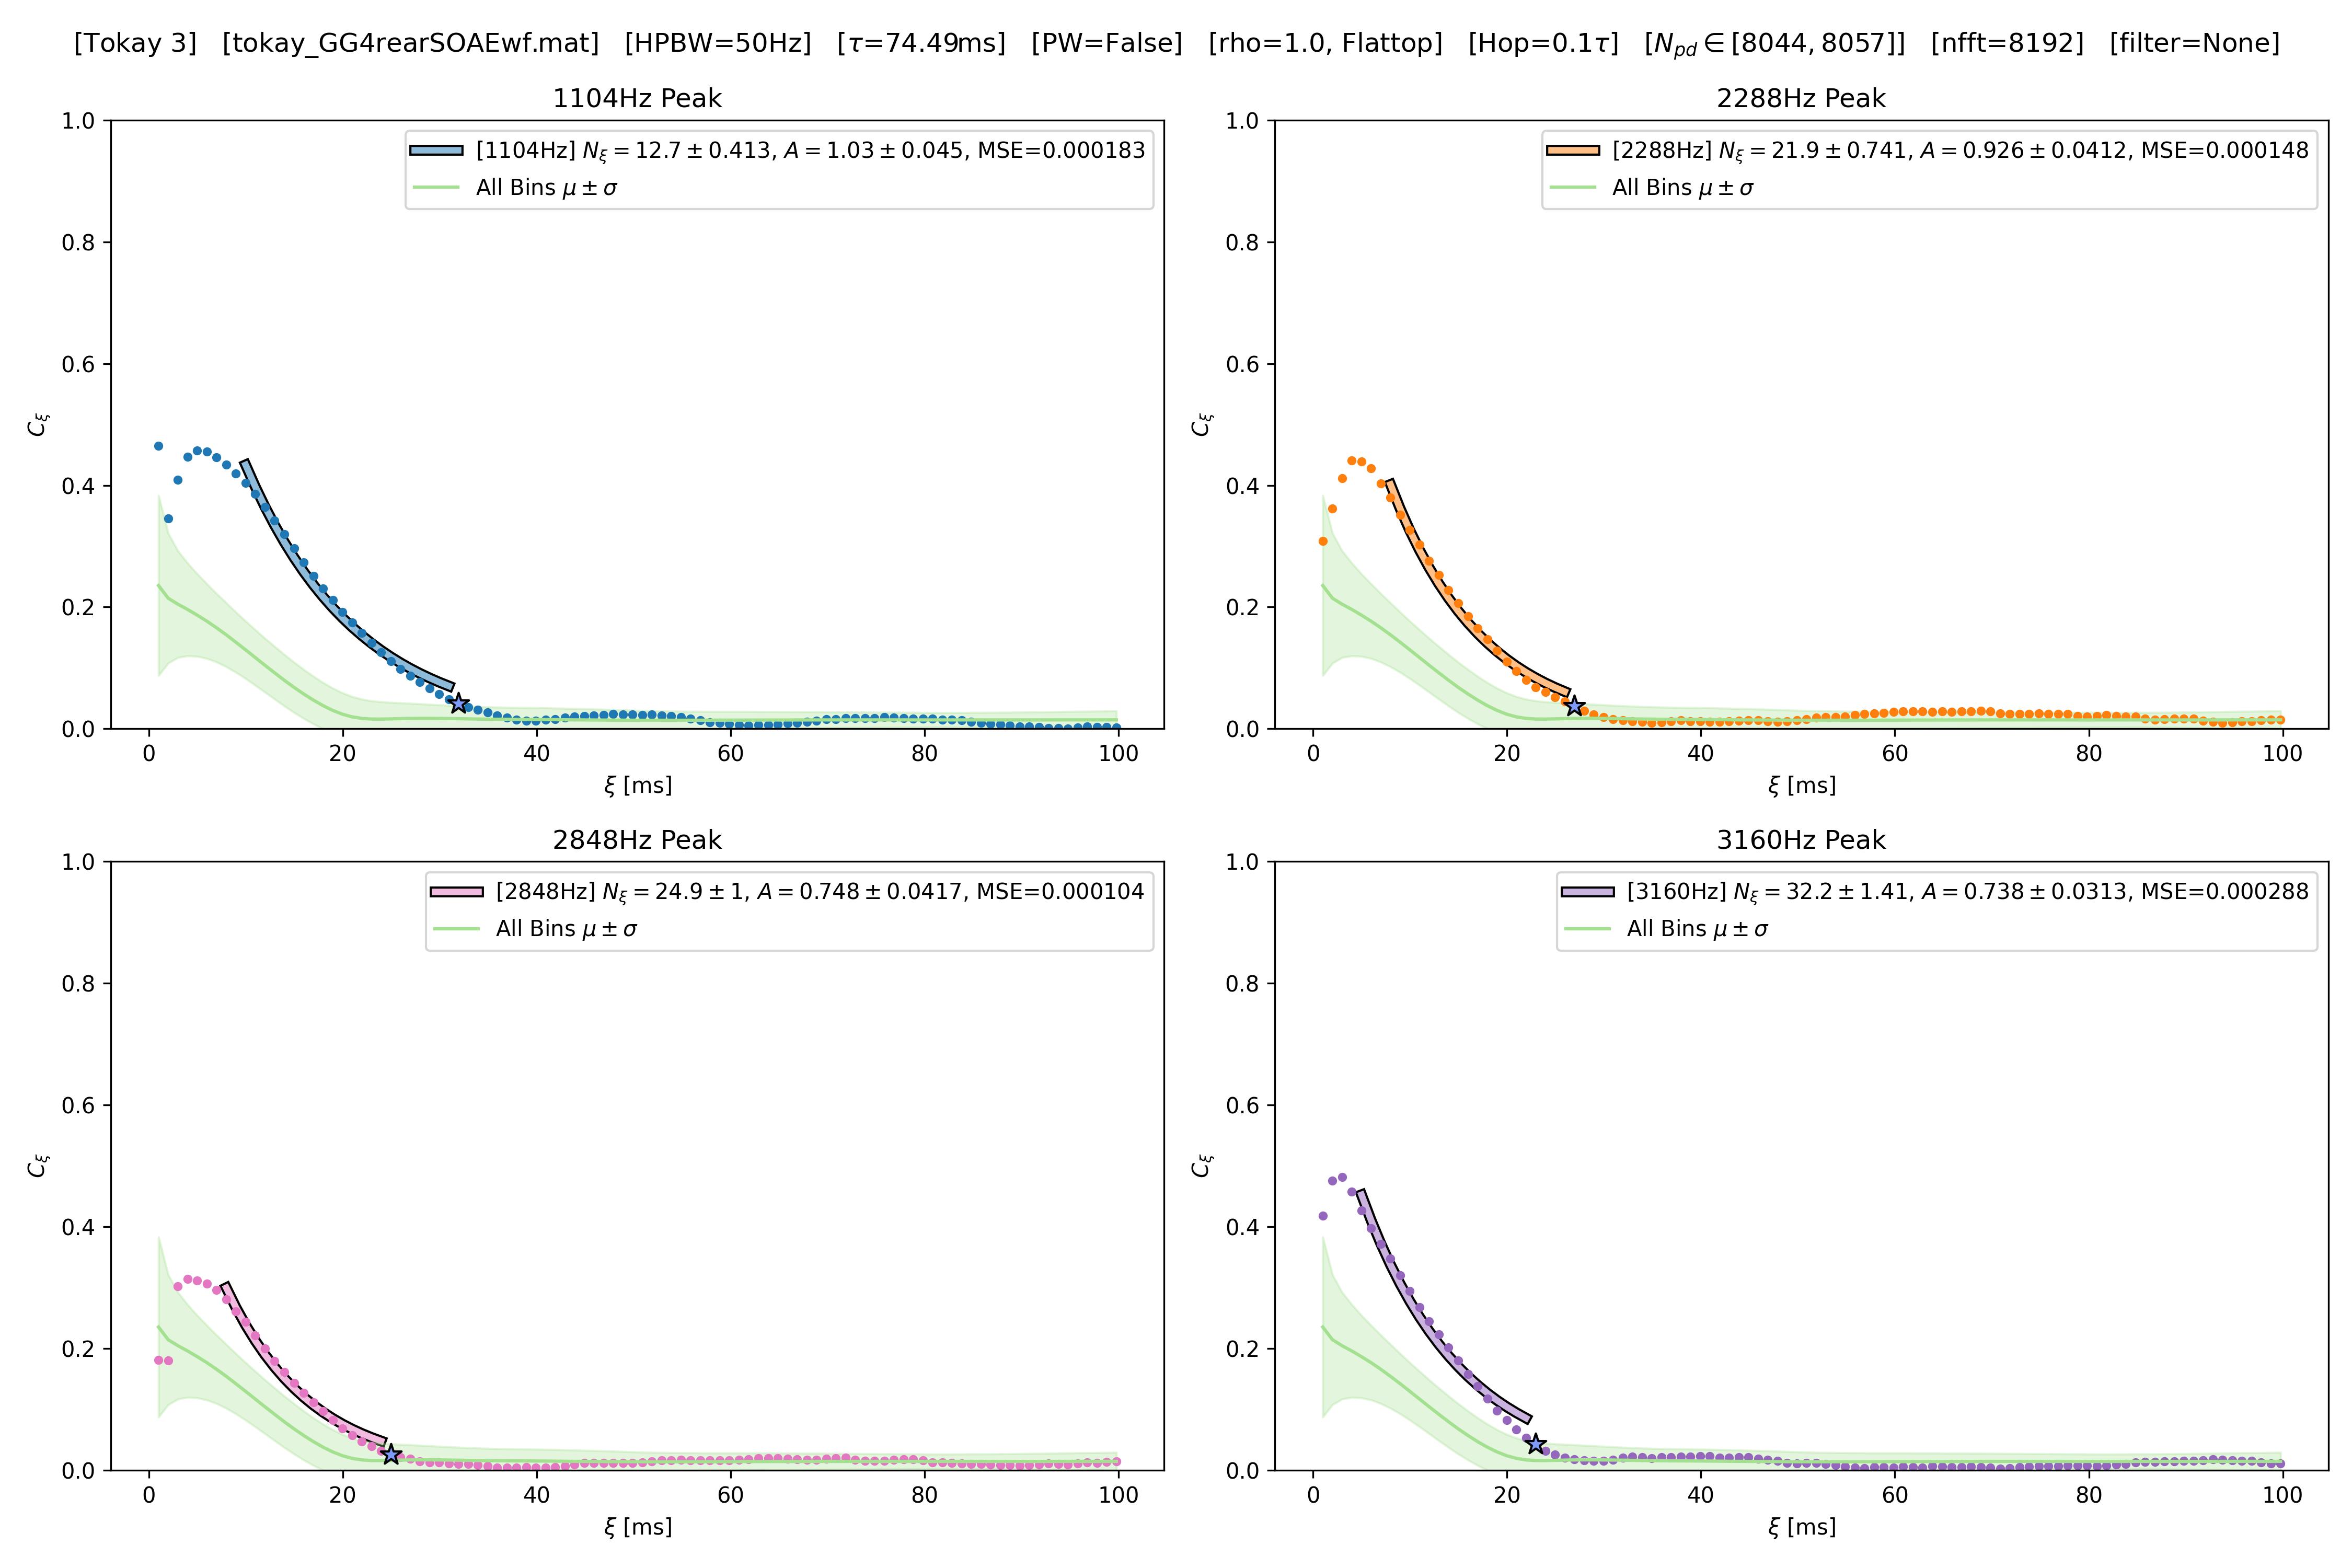 [Tokay 3] [tokay_GG4rearSOAEwf.mat] [HPBW=50Hz] [τ=74.49ms] [PW=False] [rho=1.0, Flattop] [Hop=0.1τ] [N_pd ∈ [8044, 8057]] [nfft=8192] [filter=None]
1104Hz Peak
[1104Hz] N_ξ = 12.7 ± 0.413, A = 1.03 ± 0.045, MSE=0.000183
All Bins μ ± σ
1.0
0.8
0.6
0.4
0.2
0.0
C_ξ
0 20 40 60 80 100
ξ [ms]
2288Hz Peak
[2288Hz] N_ξ = 21.9 ± 0.741, A = 0.926 ± 0.0412, MSE=0.000148
All Bins μ ± σ
1.0
0.8
0.6
0.4
0.2
0.0
C_ξ
0 20 40 60 80 100
ξ [ms]
2848Hz Peak
[2848Hz] N_ξ = 24.9 ± 1, A = 0.748 ± 0.0417, MSE=0.000104
All Bins μ ± σ
1.0
0.8
0.6
0.4
0.2
0.0
C_ξ
0 20 40 60 80 100
ξ [ms]
3160Hz Peak
[3160Hz] N_ξ = 32.2 ± 1.41, A = 0.738 ± 0.0313, MSE=0.000288
All Bins μ ± σ
1.0
0.8
0.6
0.4
0.2
0.0
C_ξ
0 20 40 60 80 100
ξ [ms]